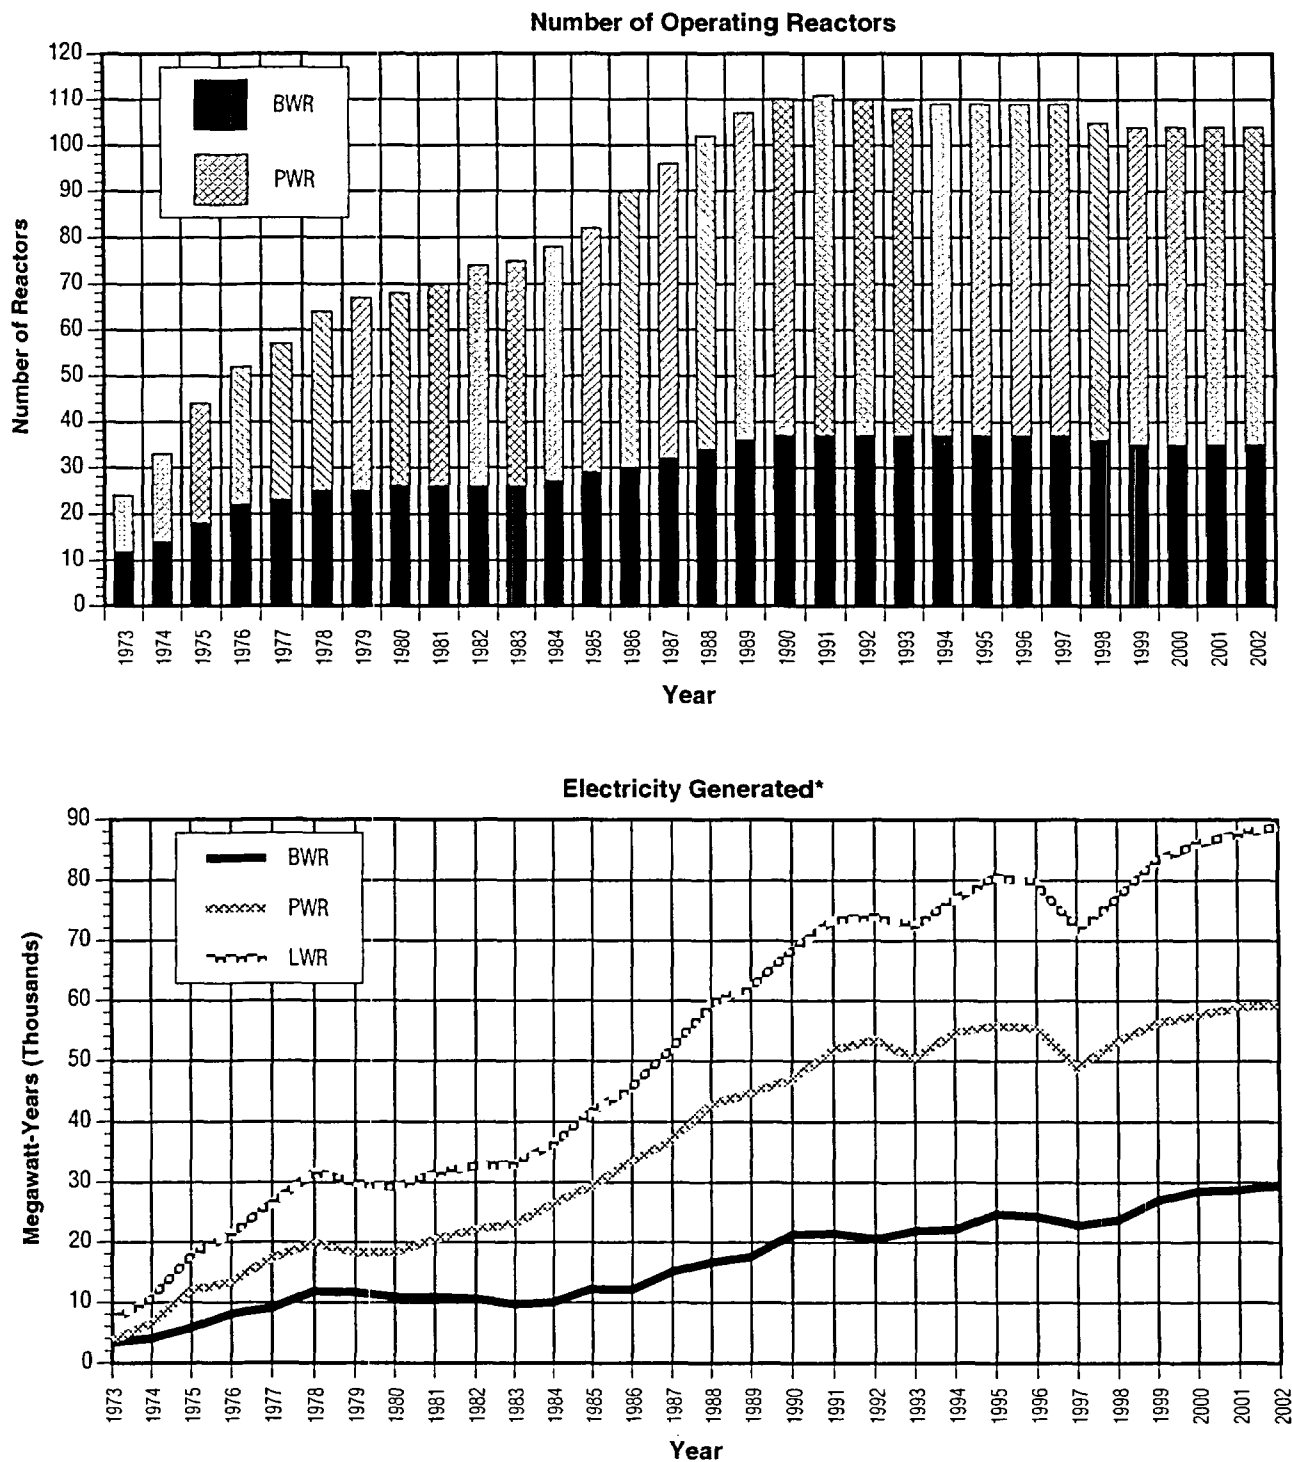 Number of Operating Reactors
120
110
100
90
80
70
60
50
40
30
20
10
0
Number of Reactors
BWR
PWR
1973 1974 1975 1976 1977 1978 1979 1980 1981 1982 1983 1984 1985 1986 1987 1988 1989 1990 1991 1992 1993 1994 1995 1996 1997 1998 1999 2000 2001 2002
Year
Electricity Generated*
90
80
70
60
50
40
30
20
10
0
Megawatt-Years (Thousands)
BWR
PWR
LWR
1973 1974 1975 1976 1977 1978 1979 1980 1981 1982 1983 1984 1985 1986 1987 1988 1989 1990 1991 1992 1993 1994 1995 1996 1997 1998 1999 2000 2001 2002
Year